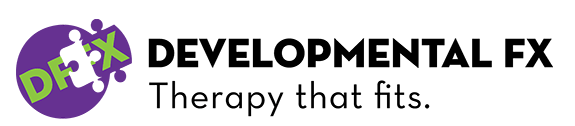 DFX
DEVELOPMENTAL FX
Therapy that fits.